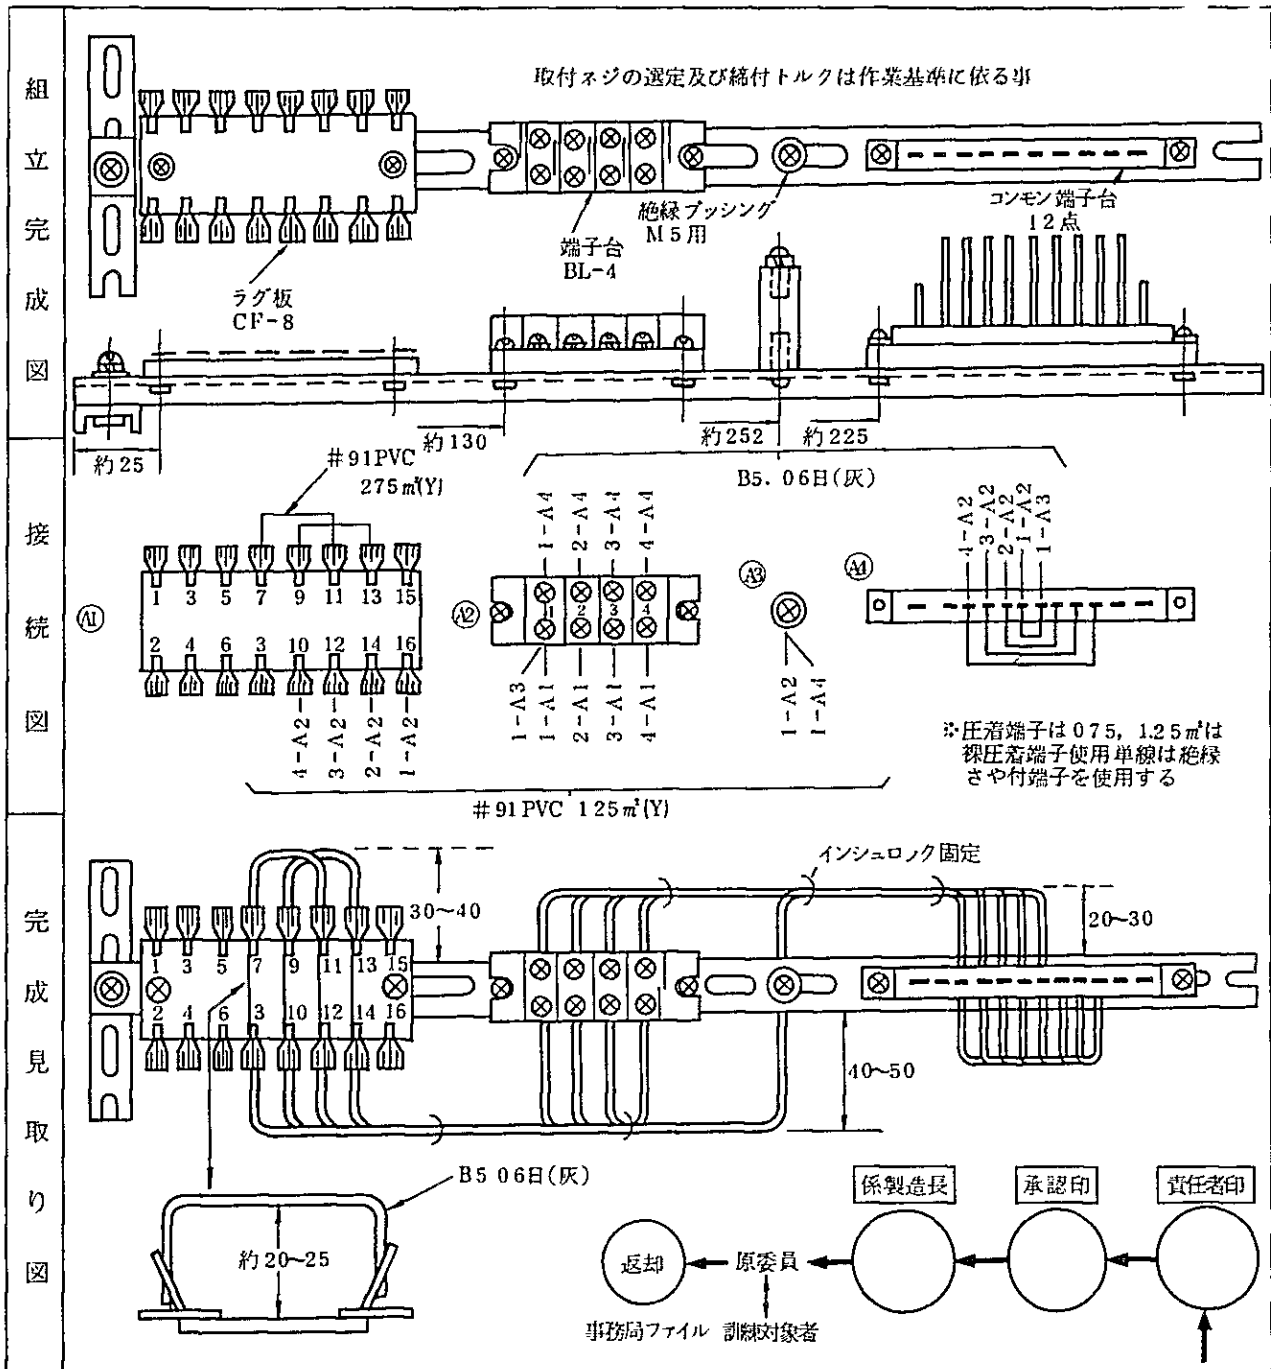 組立完成図
取付ネジの選定及び締付トルクは作業基準に依る事
ラグ板
CF-8
端子台
BL-4
絶縁ブッシング
M5用
コンモン端子台
12点
約25
約130
約252
約225
接続図
#91PVC
275㎡(Y)
B5.06日(灰)
A1
1 3 5 7 9 11 13 15
2 4 6 3 10 12 14 16
4-A2
3-A2
2-A2
1-A2
A2
1-A4
2-A4
3-A4
4-A4
1 2 3 4
1-A3
1-A1
2-A1
3-A1
4-A1
A3
1-A2
1-A4
A4
4-A2
3-A2
2-A2
1-A2
1-A3
※圧着端子は075,1.25㎡は
裸圧着端子使用単線は絶縁
さや付端子を使用する
#91PVC 125㎡(Y)
完成見取り図
30~40
インシュロック固定
20~30
1 3 5 7 9 11 13 15
2 4 6 3 10 12 14 16
40~50
B5 06日(灰)
約20~25
係製造長
承認印
責任者印
返却
原委員
事務局ファイル
訓練対象者